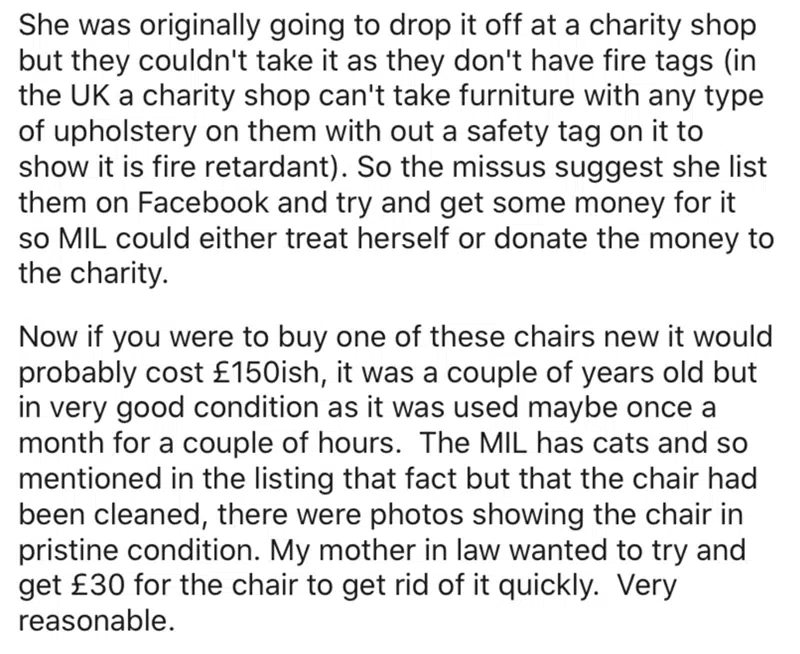 She was originally going to drop it off at a charity shop
but they couldn't take it as they don't have fire tags (in
the UK a charity shop can't take furniture with any type
of upholstery on them with out a safety tag on it to
show it is fire retardant). So the missus suggest she list
them on Facebook and try and get some money for it
so MIL could either treat herself or donate the money to
the charity.
Now if you were to buy one of these chairs new it would
probably cost £150ish, it was a couple of years old but
in very good condition as it was used maybe once a
month for a couple of hours.  The MIL has cats and so
mentioned in the listing that fact but that the chair had
been cleaned, there were photos showing the chair in
pristine condition. My mother in law wanted to try and
get £30 for the chair to get rid of it quickly.  Very
reasonable.